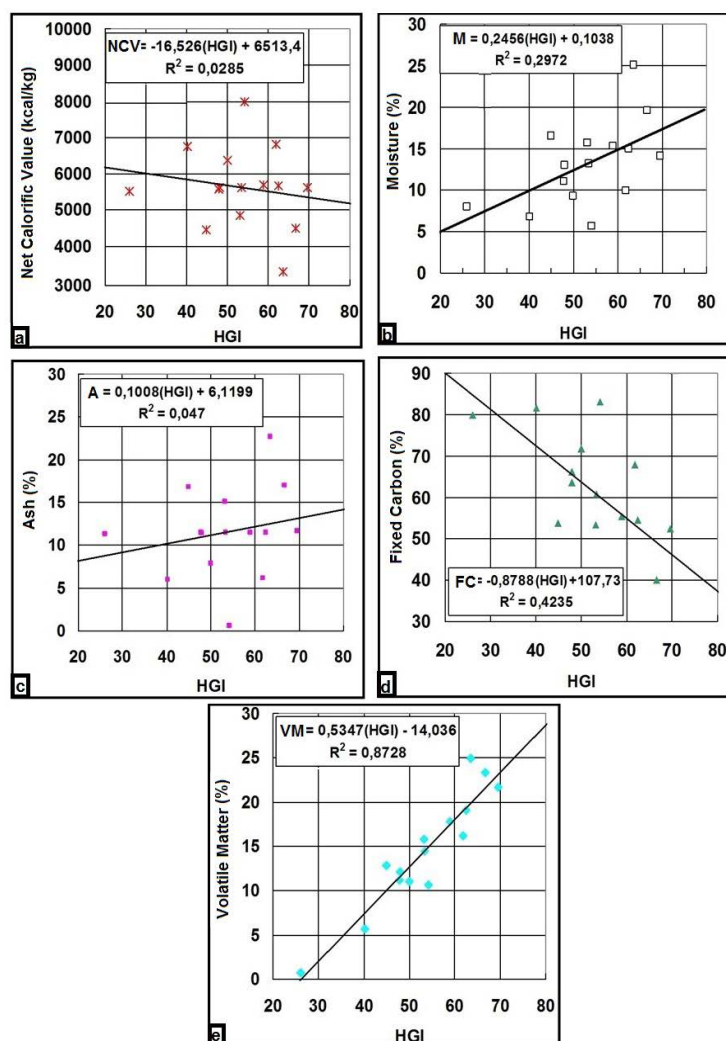 NCV= -16,526(HGI) + 6513,4
R² = 0,0285
Net Calorific Value (kcal/kg)
10000
9000
8000
7000
6000
5000
4000
3000
20 30 40 50 60 70 80
HGI
a
M = 0,2456(HGI) + 0,1038
R² = 0,2972
Moisture (%)
30
25
20
15
10
5
0
20 30 40 50 60 70 80
HGI
b
A = 0,1008(HGI) + 6,1199
R² = 0,047
Ash (%)
30
25
20
15
10
5
0
20 30 40 50 60 70 80
HGI
c
FC= -0,8788(HGI)+107,73
R² = 0,4235
Fixed Carbon (%)
90
80
70
60
50
40
30
20 30 40 50 60 70 80
HGI
d
VM= 0,5347(HGI) - 14,036
R² = 0,8728
Volatile Matter (%)
30
25
20
15
10
5
0
20 30 40 50 60 70 80
HGI
e